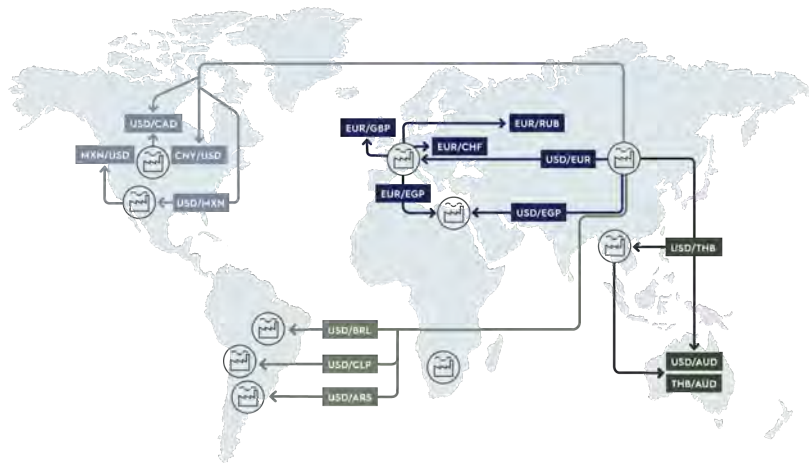 USD/CAD
MXN/USD
CNY/USD
USD/MXN
EUR/GBP
EUR/RUB
EUR/CHF
USD/EUR
EUR/EGP
USD/EGP
USD/THB
USD/BRL
USD/CLP
USD/ARS
USD/AUD
THB/AUD